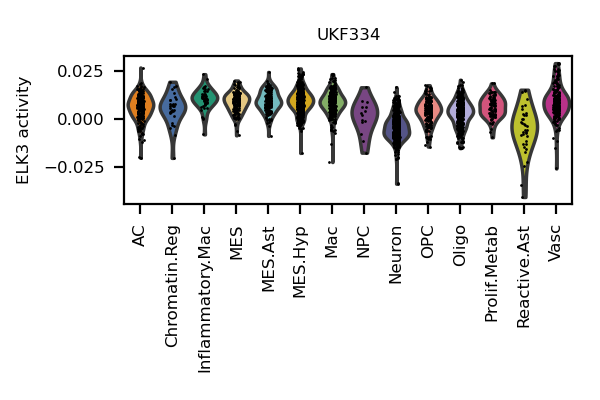 UKF334
ELK3 activity
0.025
0.000
−0.025
AC
Chromatin.Reg
Inflammatory.Mac
MES
MES.Ast
MES.Hyp
Mac
NPC
Neuron
OPC
Oligo
Prolif.Metab
Reactive.Ast
Vasc